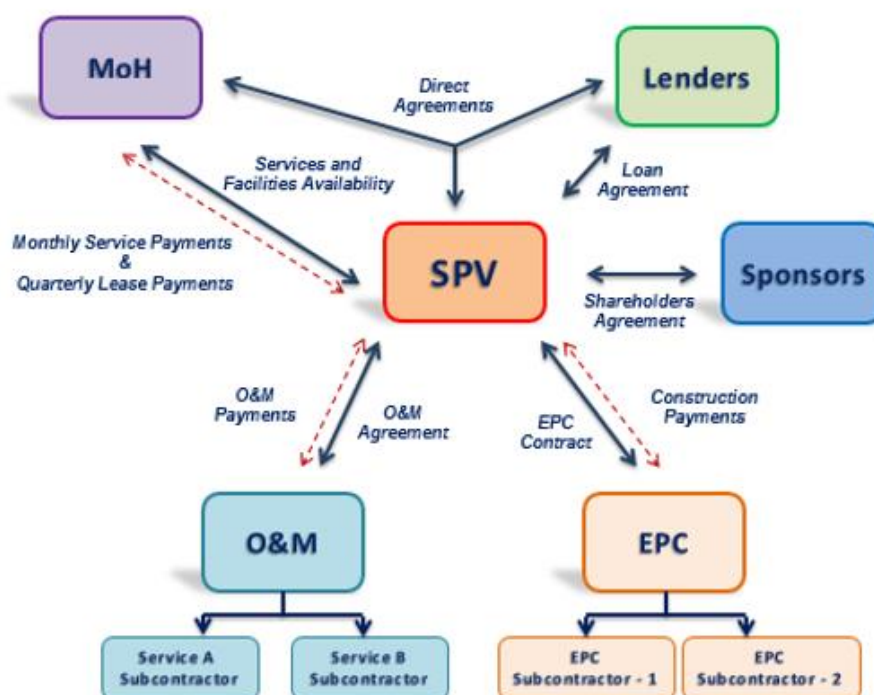 MoH
Direct
Agreements
Lenders
Services and
Facilities Availability
Loan
Agreement
Monthly Service Payments
&
Quarterly Lease Payments
SPV
Sponsors
Shareholders
Agreement
O&M
Payments
O&M
Agreement
EPC
Contract
Construction
Payments
O&M
EPC
Service A
Subcontractor
Service B
Subcontractor
EPC
Subcontractor - 1
EPC
Subcontractor - 2